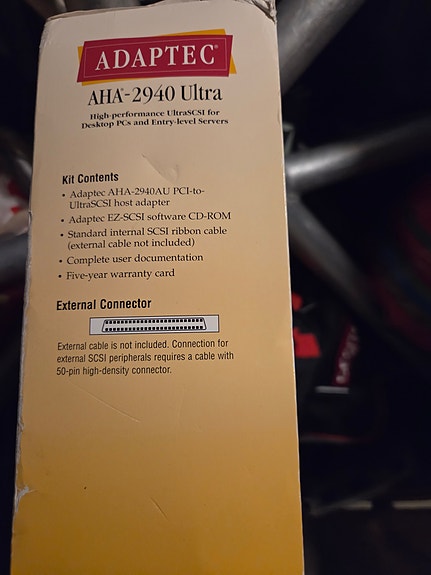 ADAPTEC®
AHA®-2940 Ultra
High-performance UltraSCSI for
Desktop PCs and Entry-level Servers
Kit Contents
• Adaptec AHA-2940AU PCI-to-
UltraSCSI host adapter
• Adaptec EZ-SCSI software CD-ROM
• Standard internal SCSI ribbon cable
(external cable not included)
• Complete user documentation
• Five-year warranty card
External Connector
External cable is not included. Connection for
external SCSI peripherals requires a cable with
50-pin high-density connector.